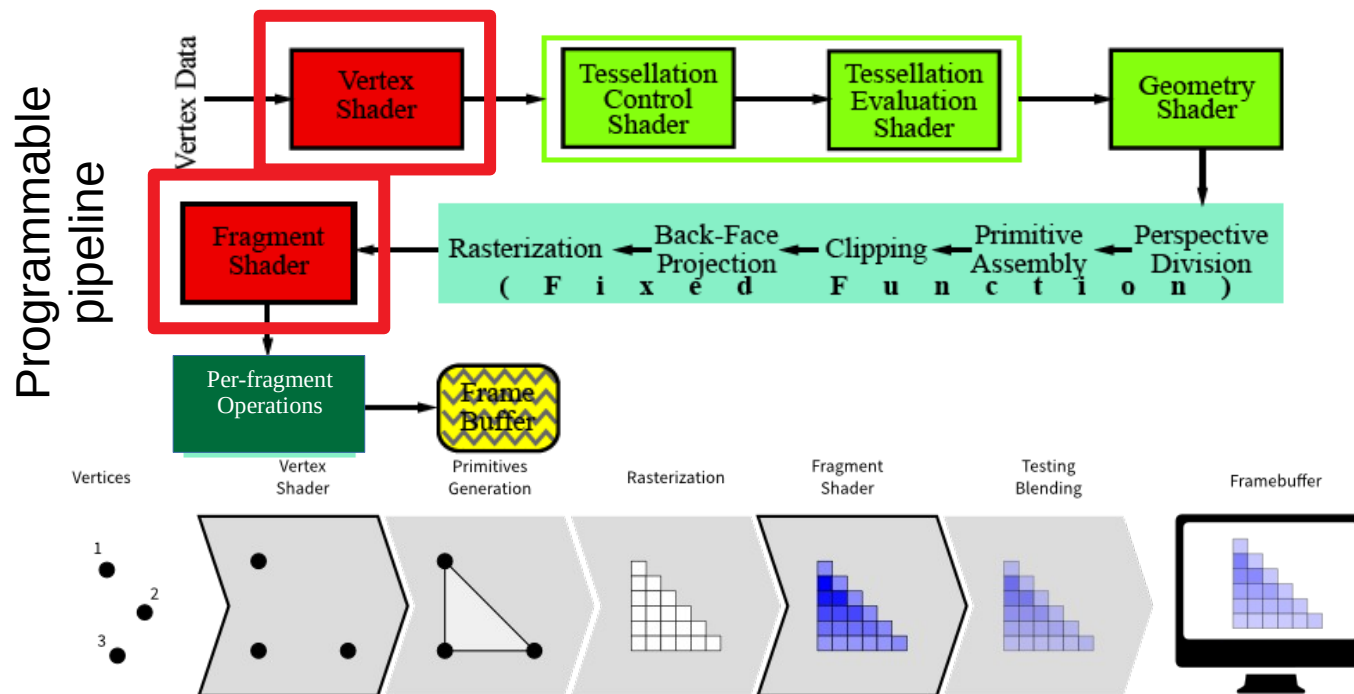 Programmable
pipeline
Vertex Data
Vertex
Shader
Tessellation
Control
Shader
Tessellation
Evaluation
Shader
Geometry
Shader
Fragment
Shader
Rasterization
Back-Face
Projection
Clipping
Primitive
Assembly
Perspective
Division
( F i x e d F u n c t i o n )
Per-fragment
Operations
Frame
Buffer
Vertices
Vertex
Shader
Primitives
Generation
Rasterization
Fragment
Shader
Testing
Blending
Framebuffer
1
2
3